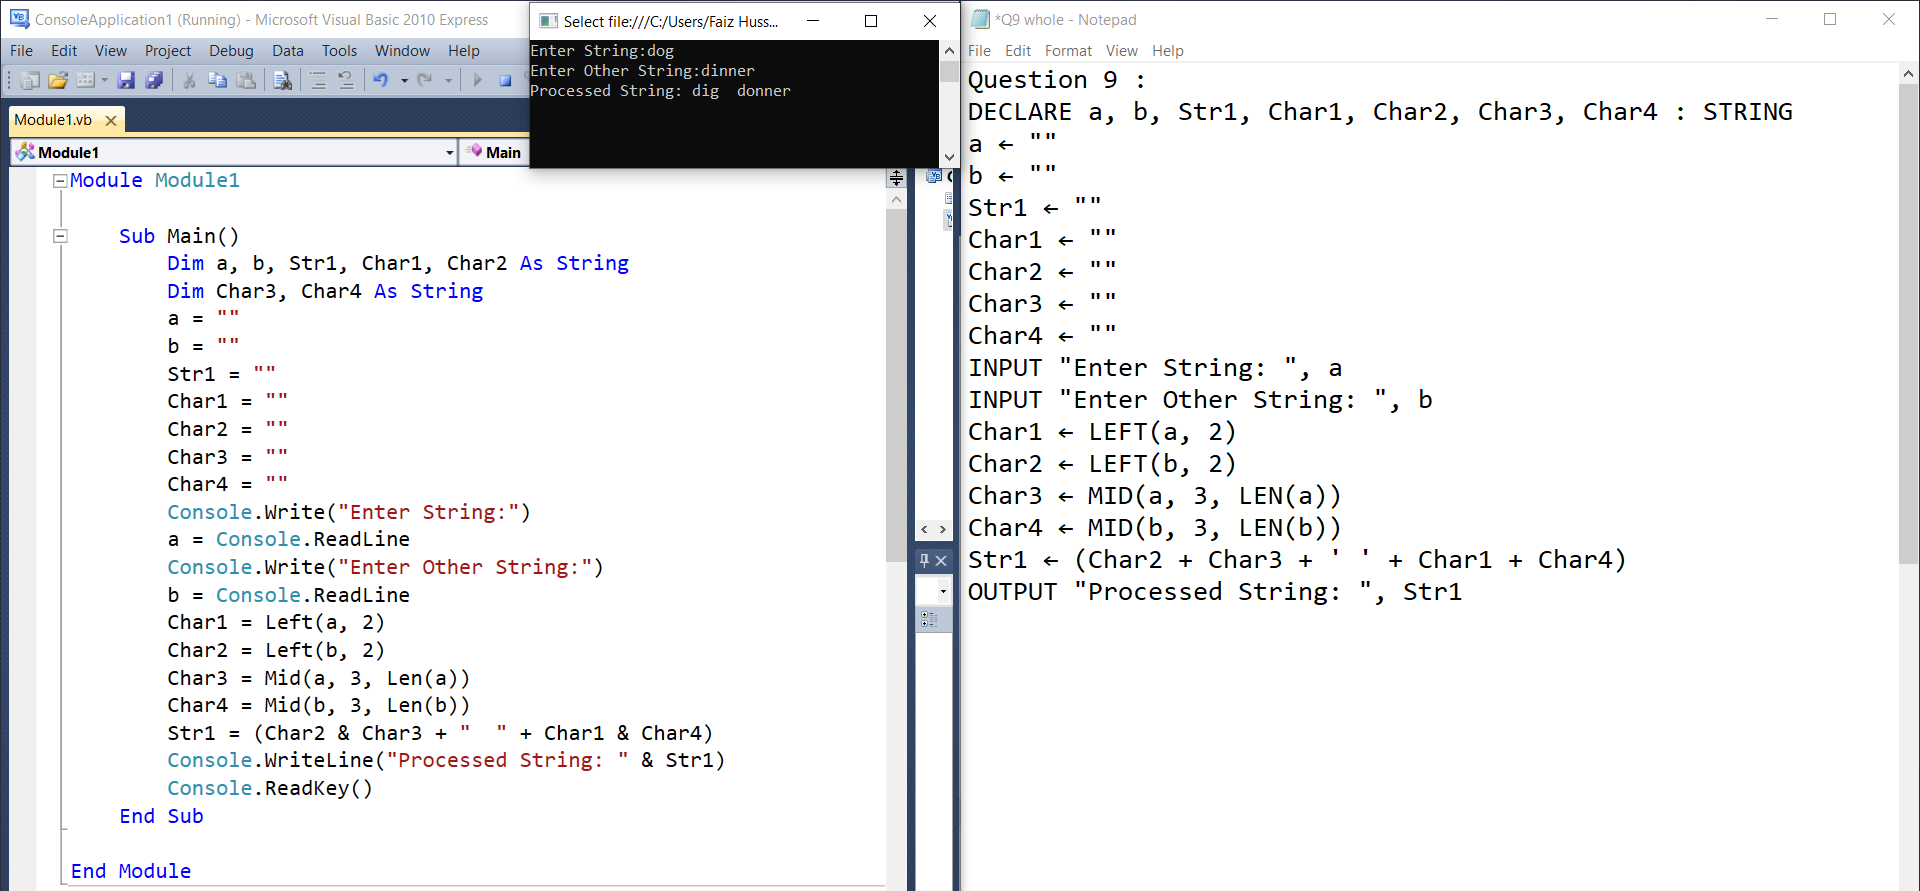 ConsoleApplication1 (Running) - Microsoft Visual Basic 2010 Express
File Edit View Project Debug Data Tools Window Help
Module1.vb
Module1
Main
Module Module1
Sub Main()
Dim a, b, Str1, Char1, Char2 As String
Dim Char3, Char4 As String
a = ""
b = ""
Str1 = ""
Char1 = ""
Char2 = ""
Char3 = ""
Char4 = ""
Console.Write("Enter String:")
a = Console.ReadLine
Console.Write("Enter Other String:")
b = Console.ReadLine
Char1 = Left(a, 2)
Char2 = Left(b, 2)
Char3 = Mid(a, 3, Len(a))
Char4 = Mid(b, 3, Len(b))
Str1 = (Char2 & Char3 + "  " + Char1 & Char4)
Console.WriteLine("Processed String: " & Str1)
Console.ReadKey()
End Sub
End Module
Select file:///C:/Users/Faiz Huss...
Enter String:dog
Enter Other String:dinner
Processed String: dig  donner
*Q9 whole - Notepad
File Edit Format View Help
Question 9 :
DECLARE a, b, Str1, Char1, Char2, Char3, Char4 : STRING
a ← ""
b ← ""
Str1 ← ""
Char1 ← ""
Char2 ← ""
Char3 ← ""
Char4 ← ""
INPUT "Enter String: ", a
INPUT "Enter Other String: ", b
Char1 ← LEFT(a, 2)
Char2 ← LEFT(b, 2)
Char3 ← MID(a, 3, LEN(a))
Char4 ← MID(b, 3, LEN(b))
Str1 ← (Char2 + Char3 + ' ' + Char1 + Char4)
OUTPUT "Processed String: ", Str1